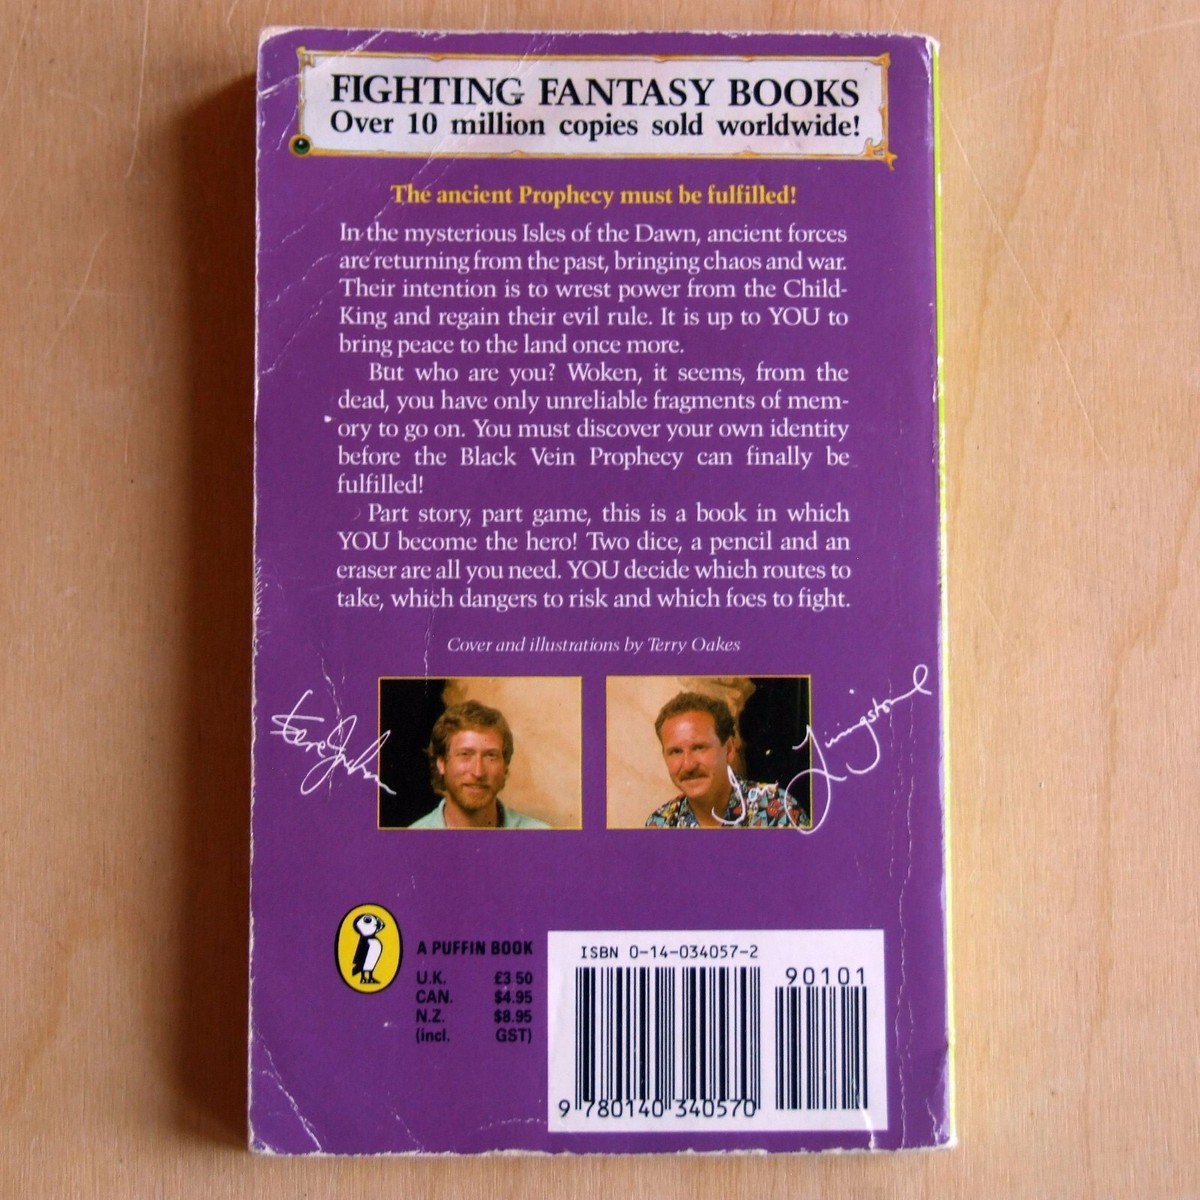 FIGHTING FANTASY BOOKS
Over 10 million copies sold worldwide!
The ancient Prophecy must be fulfilled!
In the mysterious Isles of the Dawn, ancient forces
are returning from the past, bringing chaos and war.
Their intention is to wrest power from the Child-
King and regain their evil rule. It is up to YOU to
bring peace to the land once more.
But who are you? Woken, it seems, from the
dead, you have only unreliable fragments of mem-
ory to go on. You must discover your own identity
before the Black Vein Prophecy can finally be
fulfilled!
Part story, part game, this is a book in which
YOU become the hero! Two dice, a pencil and an
eraser are all you need. YOU decide which routes to
take, which dangers to risk and which foes to fight.
Cover and illustrations by Terry Oakes
Steve Jackson
Ian Livingstone
A PUFFIN BOOK
U.K. £3 50
CAN. $4.95
N.Z. $8.95
(incl. GST)
ISBN 0-14-034057-2
90101
9 780140 340570